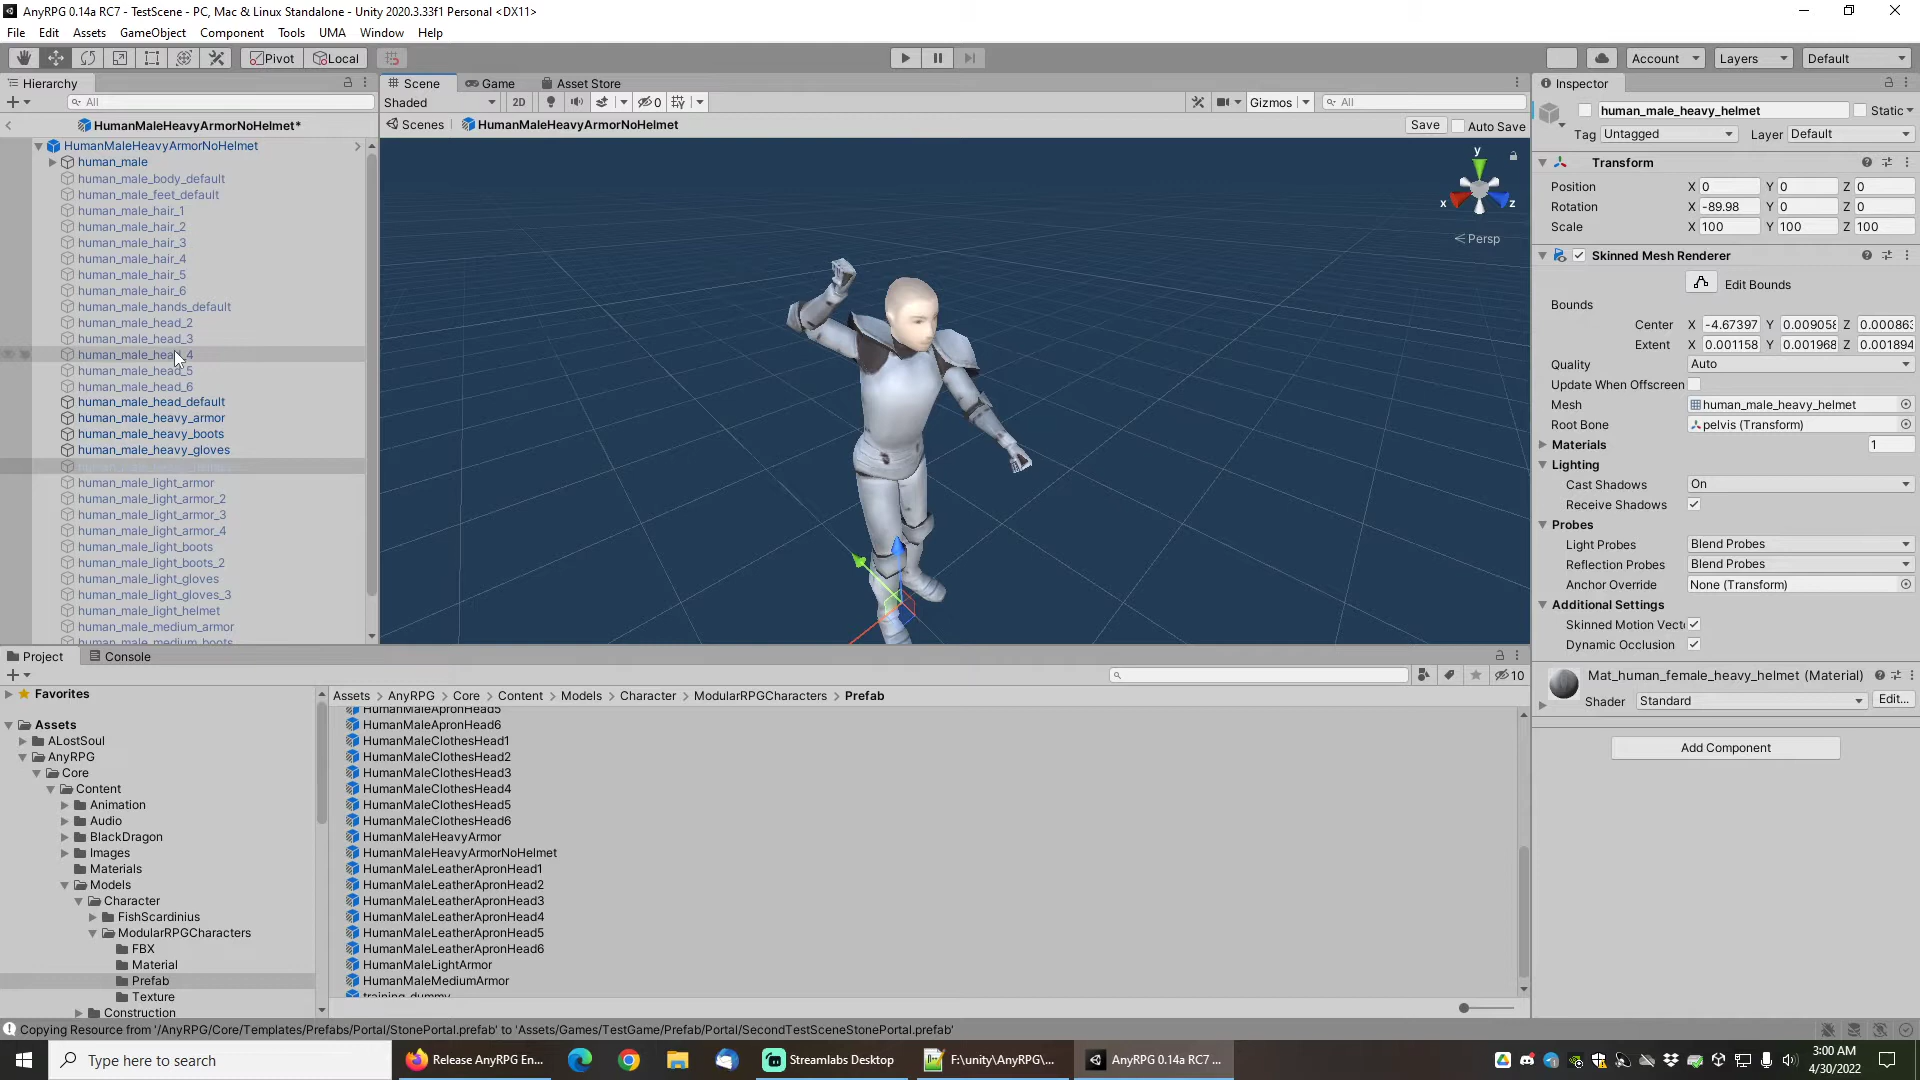 AnyRPG 0.14a RC7 - TestScene - PC, Mac & Linux Standalone - Unity 2020.3.33f1 Personal <DX11>
File Edit Assets GameObject Component Tools UMA Window Help
Pivot Local Account Layers Default
Hierarchy
All
HumanMaleHeavyArmorNoHelmet*
HumanMaleHeavyArmorNoHelmet
human_male
human_male_body_default
human_male_feet_default
human_male_hair_1
human_male_hair_2
human_male_hair_3
human_male_hair_4
human_male_hair_5
human_male_hair_6
human_male_hands_default
human_male_head_2
human_male_head_3
human_male_head_4
human_male_head_5
human_male_head_6
human_male_head_default
human_male_heavy_armor
human_male_heavy_boots
human_male_heavy_gloves
human_male_light_armor
human_male_light_armor_2
human_male_light_armor_3
human_male_light_armor_4
human_male_light_boots
human_male_light_boots_2
human_male_light_gloves
human_male_light_gloves_3
human_male_light_helmet
human_male_medium_armor
human_male_medium_boots
Scene Game Asset Store
Shaded 2D 0 Gizmos All
Scenes HumanMaleHeavyArmorNoHelmet Save Auto Save
y
x z
Persp
Inspector
human_male_heavy_helmet Static
Tag Untagged Layer Default
Transform
Position X 0 Y 0 Z 0
Rotation X -89.98 Y 0 Z 0
Scale X 100 Y 100 Z 100
Skinned Mesh Renderer
Edit Bounds
Bounds
Center X -4.67397 Y 0.009058 Z 0.000863
Extent X 0.001158 Y 0.001968 Z 0.001894
Quality Auto
Update When Offscreen
Mesh human_male_heavy_helmet
Root Bone pelvis (Transform)
Materials 1
Lighting
Cast Shadows On
Receive Shadows
Probes
Light Probes Blend Probes
Reflection Probes Blend Probes
Anchor Override None (Transform)
Additional Settings
Skinned Motion Vect
Dynamic Occlusion
Mat_human_female_heavy_helmet (Material)
Shader Standard Edit...
Add Component
Project Console
10
Favorites
Assets
ALostSoul
AnyRPG
Core
Content
Animation
Audio
BlackDragon
Images
Materials
Models
Character
FishScardinius
ModularRPGCharacters
FBX
Material
Prefab
Texture
Construction
Assets > AnyRPG > Core > Content > Models > Character > ModularRPGCharacters > Prefab
HumanMaleApronHead5
HumanMaleApronHead6
HumanMaleClothesHead1
HumanMaleClothesHead2
HumanMaleClothesHead3
HumanMaleClothesHead4
HumanMaleClothesHead5
HumanMaleClothesHead6
HumanMaleHeavyArmor
HumanMaleHeavyArmorNoHelmet
HumanMaleLeatherApronHead1
HumanMaleLeatherApronHead2
HumanMaleLeatherApronHead3
HumanMaleLeatherApronHead4
HumanMaleLeatherApronHead5
HumanMaleLeatherApronHead6
HumanMaleLightArmor
HumanMaleMediumArmor
training_dummy
Copying Resource from '/AnyRPG/Core/Templates/Prefabs/Portal/StonePortal.prefab' to 'Assets/Games/TestGame/Prefab/Portal/SecondTestSceneStonePortal.prefab'
Type here to search
Release AnyRPG En...
Streamlabs Desktop
F:\unity\AnyRPG\...
AnyRPG 0.14a RC7 ...
3:00 AM
4/30/2022